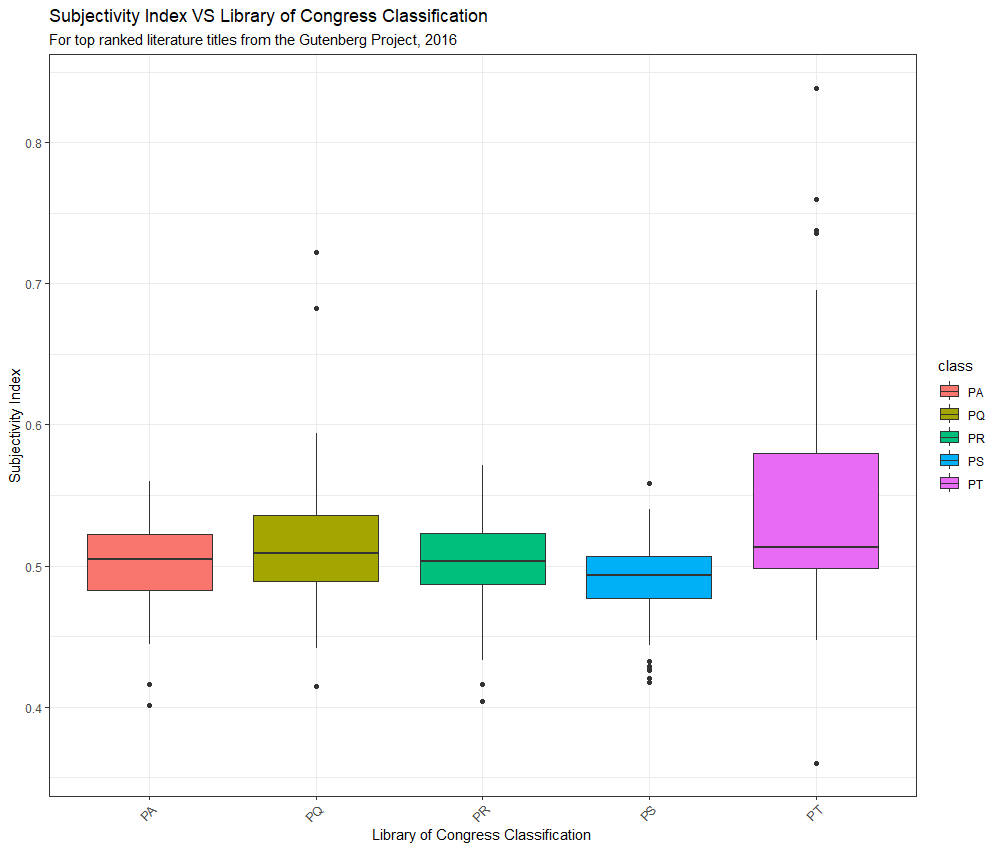 Subjectivity Index VS Library of Congress Classification
For top ranked literature titles from the Gutenberg Project, 2016
Subjectivity Index
0.8
0.7
0.6
0.5
0.4
PA
PQ
PR
PS
PT
Library of Congress Classification
class
PA
PQ
PR
PS
PT